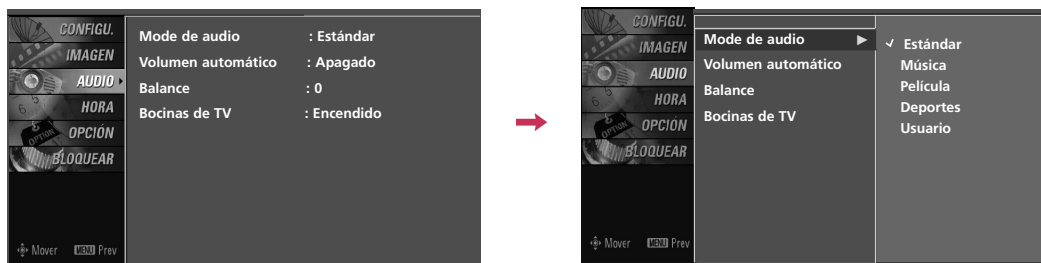 CONFIGU.
IMAGEN
AUDIO
HORA
OPCIÓN
BLOQUEAR
Mover MENU Prev
Mode de audio : Estándar
Volumen automático : Apagado
Balance : 0
Bocinas de TV : Encendido
CONFIGU.
IMAGEN
AUDIO
HORA
OPCIÓN
BLOQUEAR
Mover MENU Prev
Mode de audio
Volumen automático
Balance
Bocinas de TV
Estándar
Música
Película
Deportes
Usuario